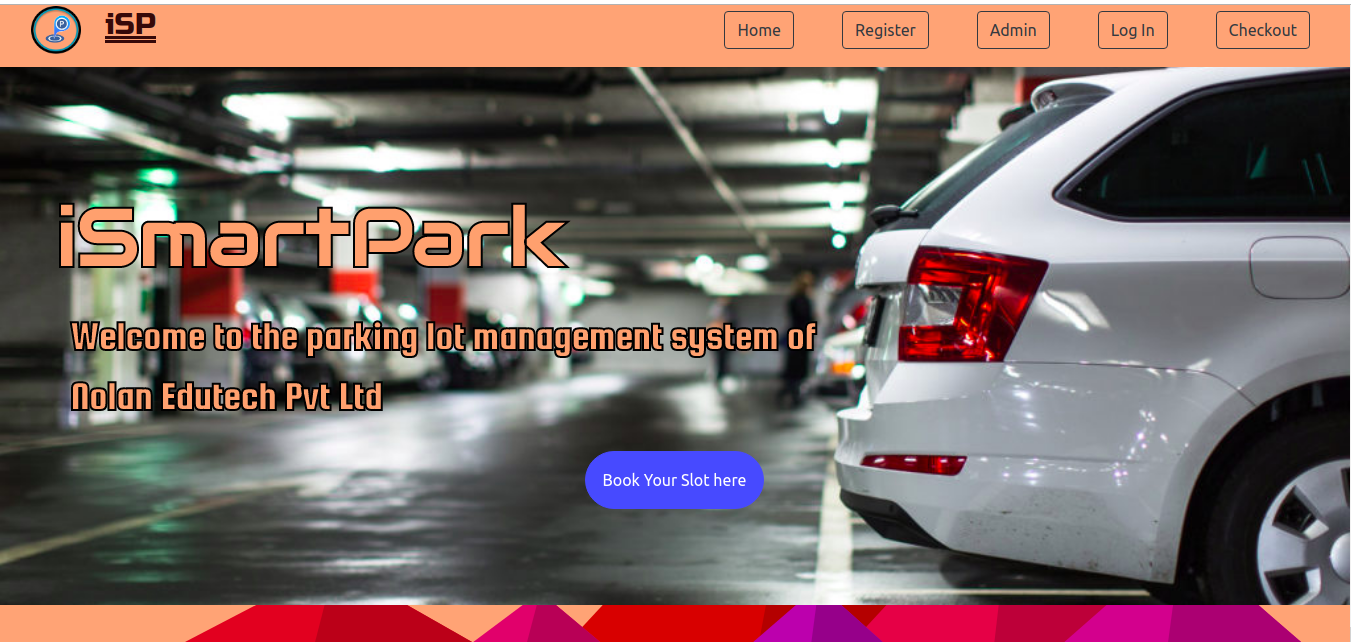 P
iSP
Home
Register
Admin
Log In
Checkout
iSmartPark
Welcome to the parking lot management system of
Nolan Edutech Pvt Ltd
Book Your Slot here